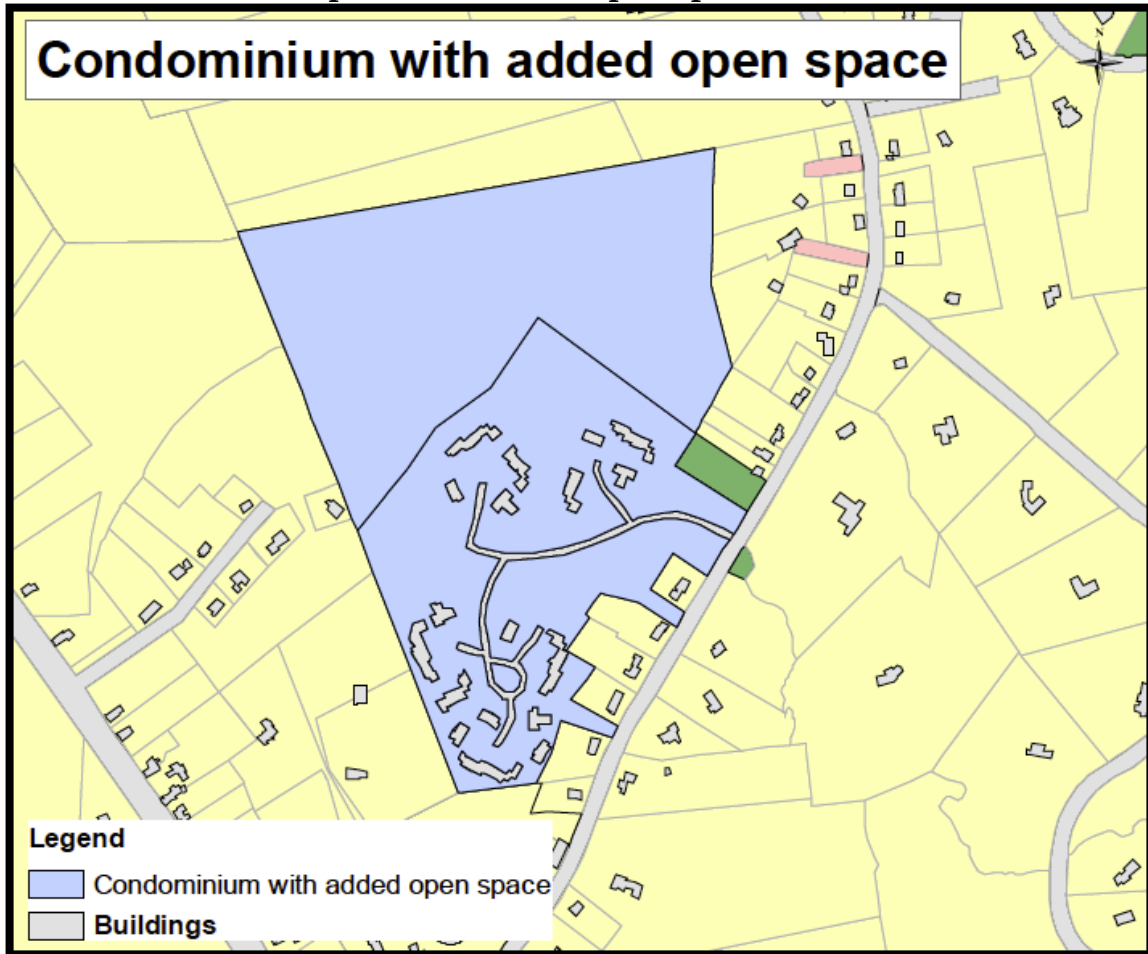 Condominium with added open space
N
Legend
Condominium with added open space
Buildings